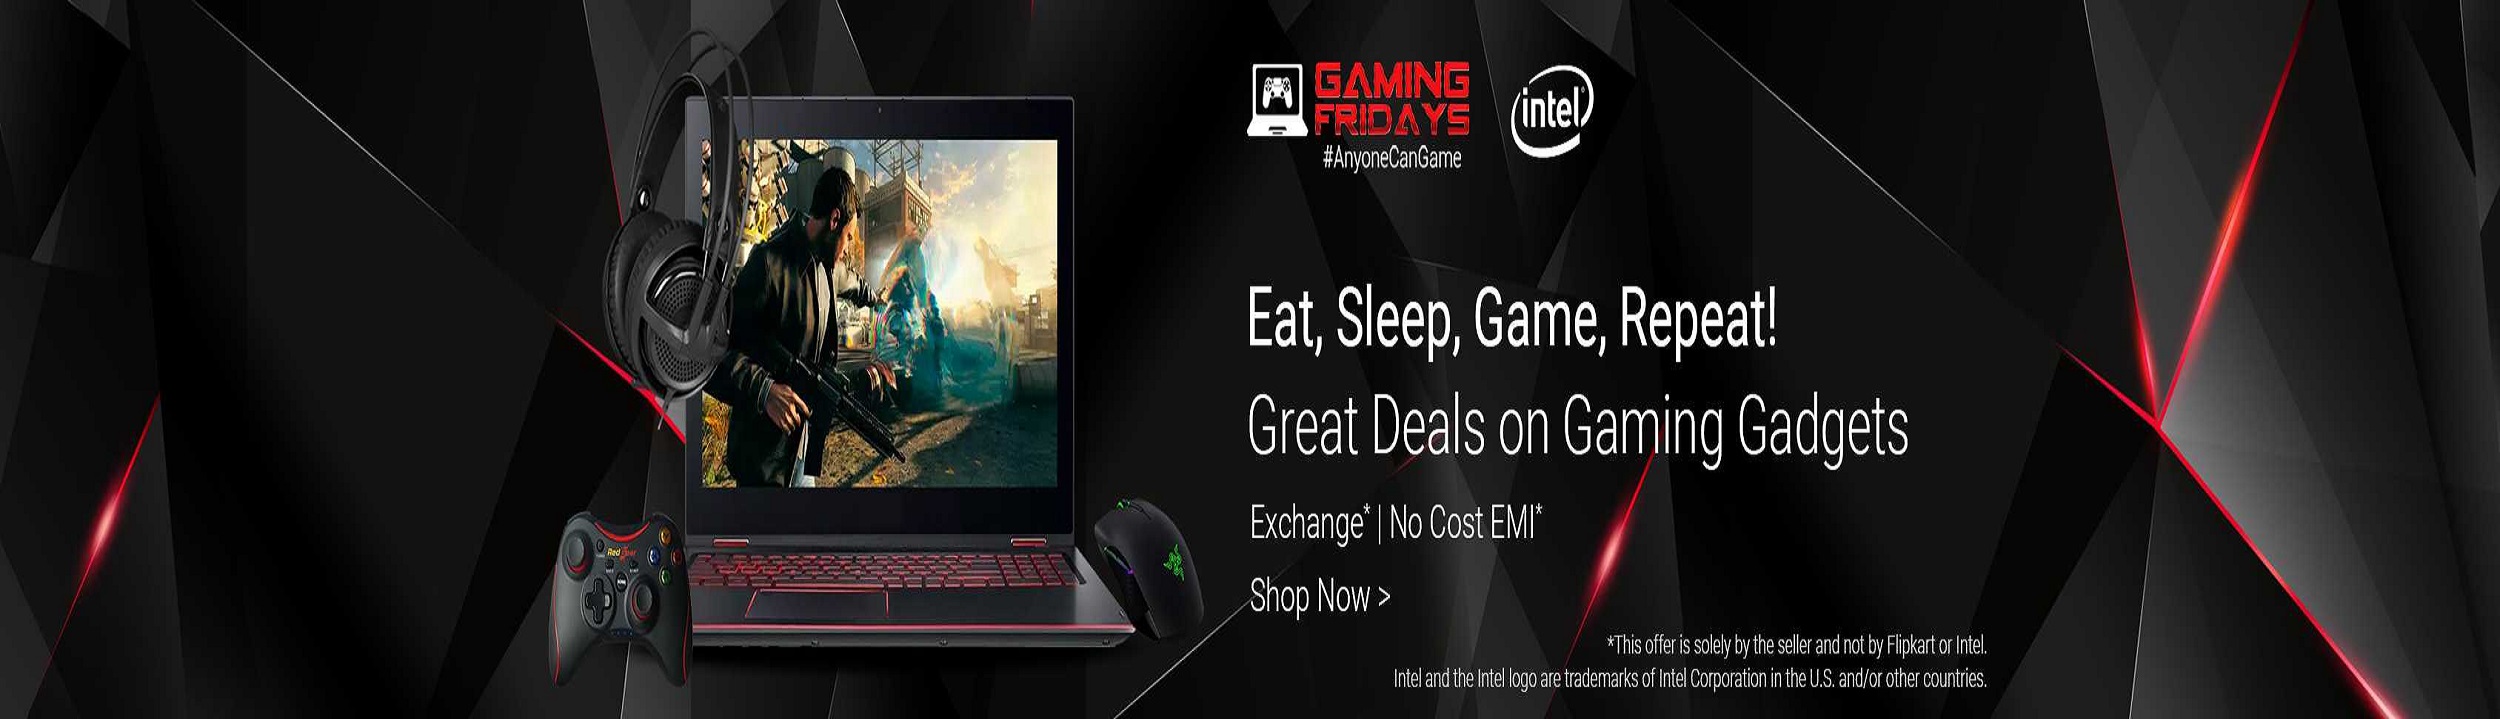 GAMING
FRIDAYS
#AnyoneCanGame
intel
Eat, Sleep, Game, Repeat!
Great Deals on Gaming Gadgets
Exchange* | No Cost EMI*
Shop Now >
*This offer is solely by the seller and not by Flipkart or Intel.
Intel and the Intel logo are trademarks of Intel Corporation in the U.S. and/or other countries.